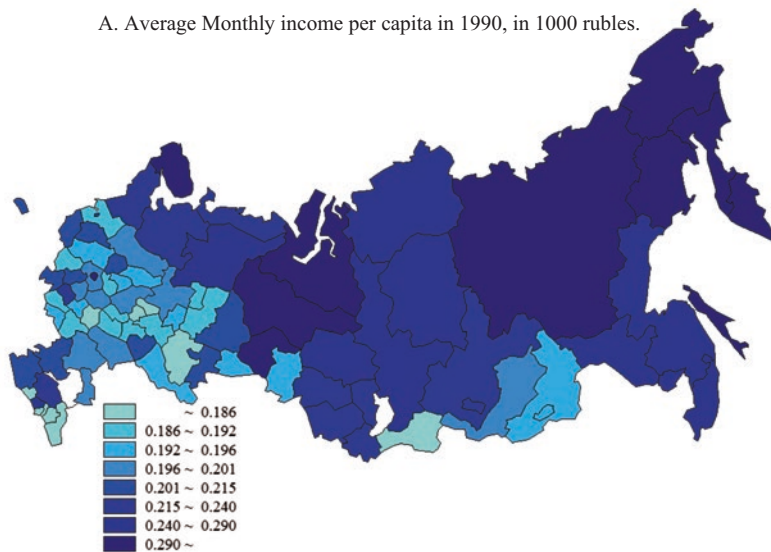 A. Average Monthly income per capita in 1990, in 1000 rubles.
~ 0.186
0.186 ~ 0.192
0.192 ~ 0.196
0.196 ~ 0.201
0.201 ~ 0.215
0.215 ~ 0.240
0.240 ~ 0.290
0.290 ~